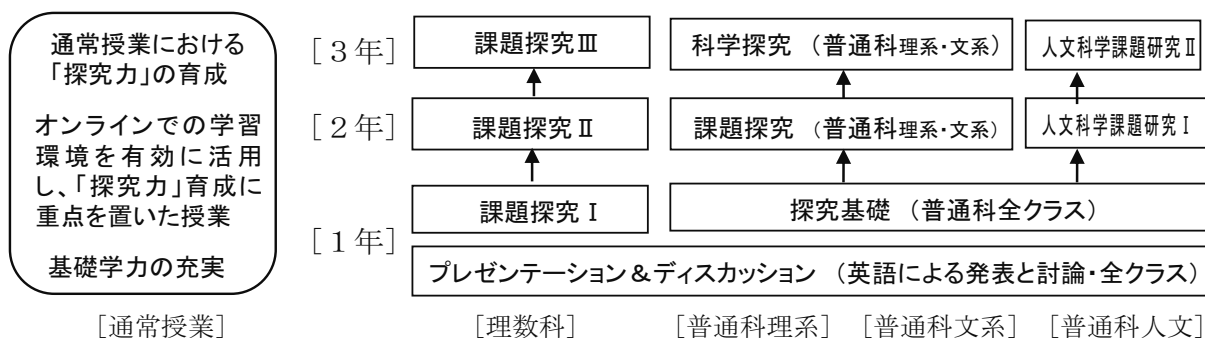 通常授業における
「探究力」の育成
オンラインでの学習
環境を有効に活用
し、「探究力」育成に
重点を置いた授業
基礎学力の充実
［通常授業］
［３年］
課題探究Ⅲ
科学探究 （普通科理系・文系）
人文科学課題研究Ⅱ
［２年］
課題探究Ⅱ
課題探究 （普通科理系・文系）
人文科学課題研究Ⅰ
［１年］
課題探究Ⅰ
探究基礎 （普通科全クラス）
プレゼンテーション＆ディスカッション （英語による発表と討論・全クラス）
［理数科］
［普通科理系］
［普通科文系］
［普通科人文］